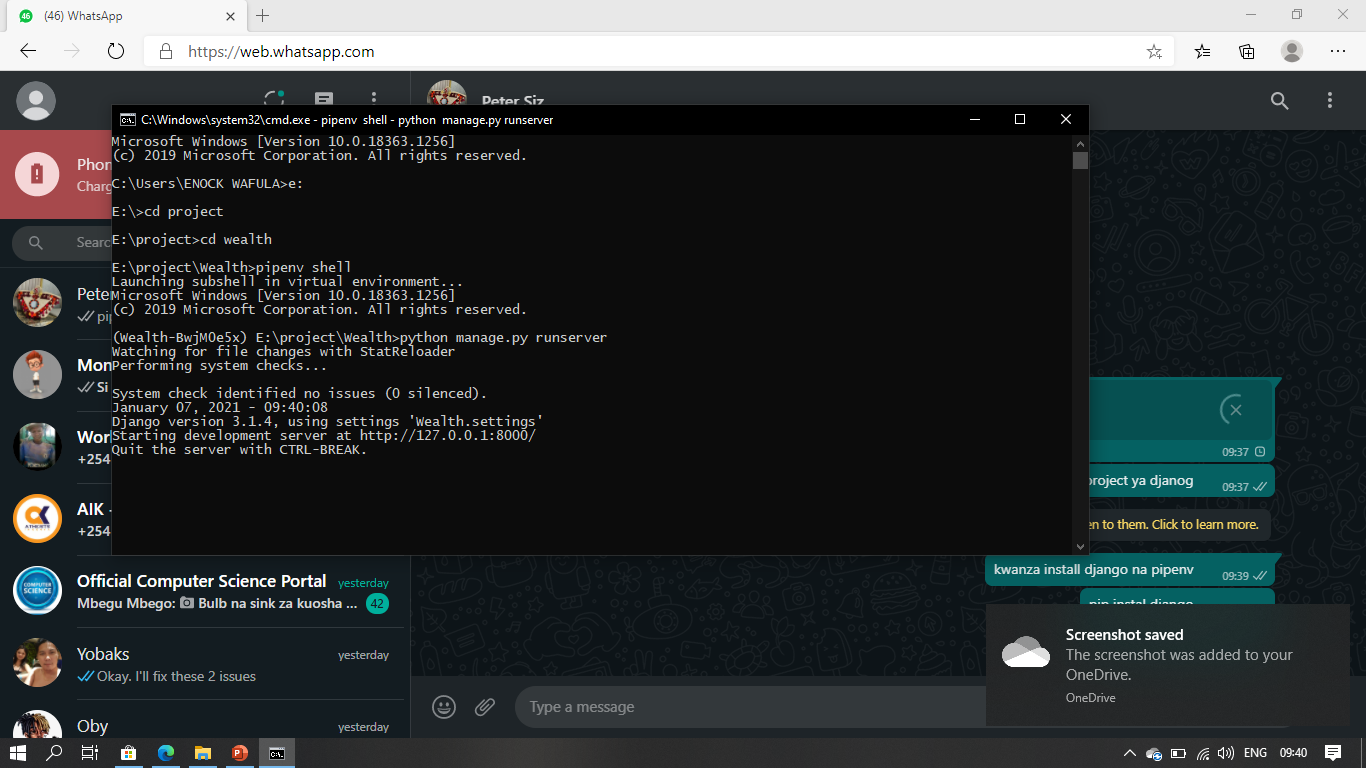 (46) WhatsApp
https://web.whatsapp.com
Peter Siz
C:\Windows\system32\cmd.exe - pipenv shell - python manage.py runserver
Microsoft Windows [Version 10.0.18363.1256]
(c) 2019 Microsoft Corporation. All rights reserved.
C:\Users\ENOCK WAFULA>e:
E:\>cd project
E:\project>cd wealth
E:\project\Wealth>pipenv shell
Launching subshell in virtual environment...
Microsoft Windows [Version 10.0.18363.1256]
(c) 2019 Microsoft Corporation. All rights reserved.
(Wealth-BwjM0e5x) E:\project\Wealth>python manage.py runserver
Watching for file changes with StatReloader
Performing system checks...
System check identified no issues (0 silenced).
January 07, 2021 - 09:40:08
Django version 3.1.4, using settings 'Wealth.settings'
Starting development server at http://127.0.0.1:8000/
Quit the server with CTRL-BREAK.
Phon
Charg
Searc
Peter
pip
Mon
Si
Worl
+254
AIK -
+254
Official Computer Science Portal yesterday
Mbegu Mbego: Bulb na sink za kuosha ... 42
Yobaks yesterday
Okay. I'll fix these 2 issues
Oby yesterday
09:37
project ya djanog 09:37
en to them. Click to learn more.
kwanza install django na pipenv 09:39
pip instal django
Type a message
Screenshot saved
The screenshot was added to your
OneDrive.
OneDrive
ENG 09:40